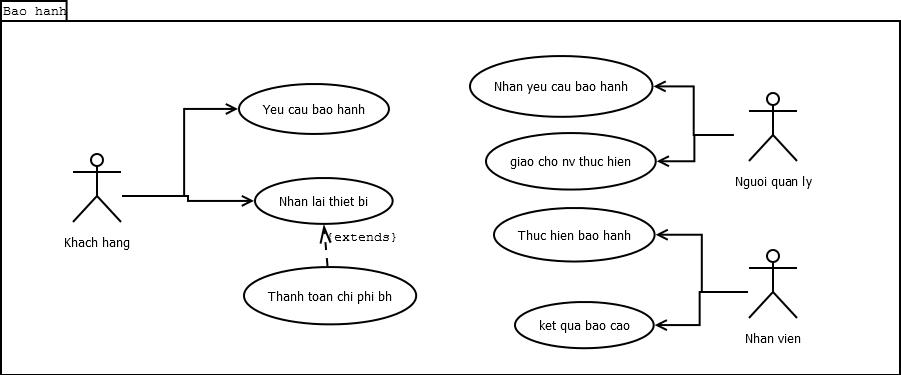 Bao hanh
Yeu cau bao hanh
Nhan lai thiet bi
{extends}
Thanh toan chi phi bh
Khach hang
Nhan yeu cau bao hanh
giao cho nv thuc hien
Nguoi quan ly
Thuc hien bao hanh
ket qua bao cao
Nhan vien